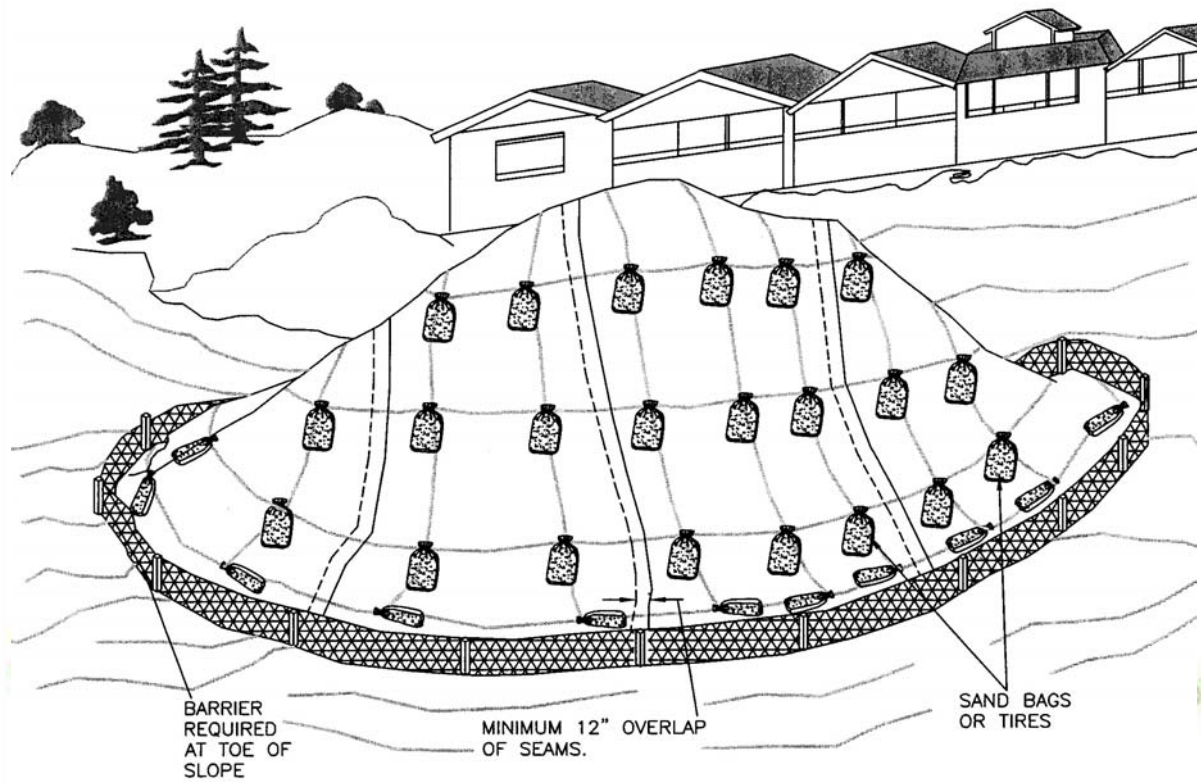 BARRIER
REQUIRED
AT TOE OF
SLOPE
MINIMUM 12" OVERLAP
OF SEAMS.
SAND BAGS
OR TIRES